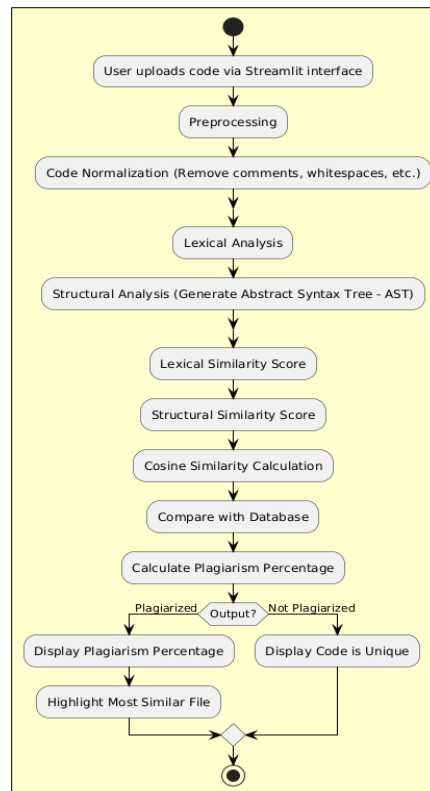 User uploads code via Streamlit interface
Preprocessing
Code Normalization (Remove comments, whitespaces, etc.)
Lexical Analysis
Structural Analysis (Generate Abstract Syntax Tree - AST)
Lexical Similarity Score
Structural Similarity Score
Cosine Similarity Calculation
Compare with Database
Calculate Plagiarism Percentage
Plagiarized
Output?
Not Plagiarized
Display Plagiarism Percentage
Display Code is Unique
Highlight Most Similar File